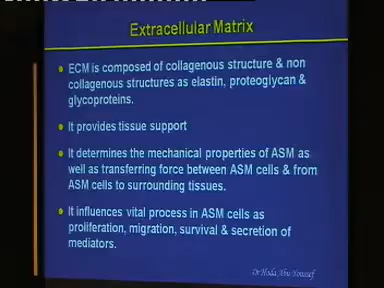 Extracellular Matrix
ECM is composed of collagenous structure & non
collagenous structures as elastin, proteoglycan &
glycoproteins.
It provides tissue support
It determines the mechanical properties of ASM as
well as transferring force between ASM cells & from
ASM cells to surrounding tissues.
It influences vital process in ASM cells as
proliferation, migration, survival & secretion of
mediators.
Dr Hoda Abu Youssef